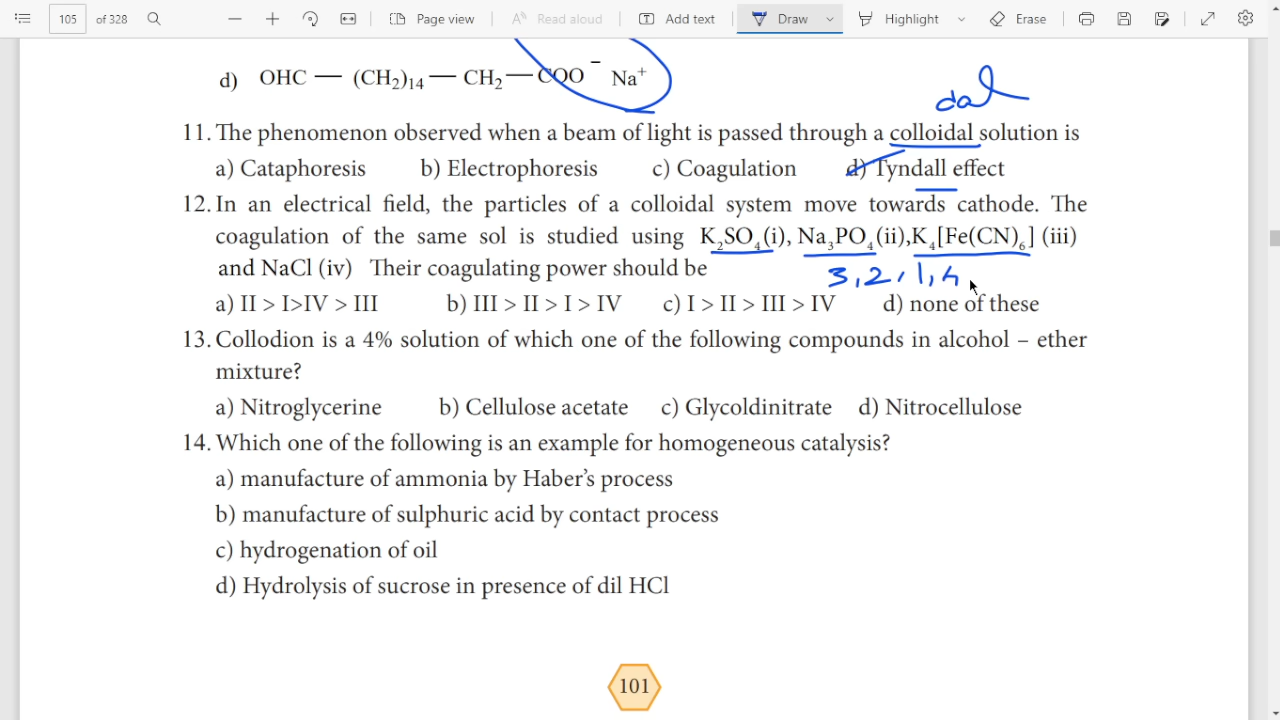 105 of 328 Page view Read aloud Add text Draw Highlight Erase
d) OHC — (CH₂)₁₄ — CH₂ — COO⁻ Na⁺
dal
11. The phenomenon observed when a beam of light is passed through a colloidal solution is
a) Cataphoresis b) Electrophoresis c) Coagulation d) Tyndall effect
12. In an electrical field, the particles of a colloidal system move towards cathode. The
coagulation of the same sol is studied using K₂SO₄(i), Na₃PO₄(ii),K₄[Fe(CN)₆] (iii)
and NaCl (iv) Their coagulating power should be
3, 2, 1, 4
a) II > I>IV > III b) III > II > I > IV c) I > II > III > IV d) none of these
13. Collodion is a 4% solution of which one of the following compounds in alcohol – ether
mixture?
a) Nitroglycerine b) Cellulose acetate c) Glycoldinitrate d) Nitrocellulose
14. Which one of the following is an example for homogeneous catalysis?
a) manufacture of ammonia by Haber's process
b) manufacture of sulphuric acid by contact process
c) hydrogenation of oil
d) Hydrolysis of sucrose in presence of dil HCl
101